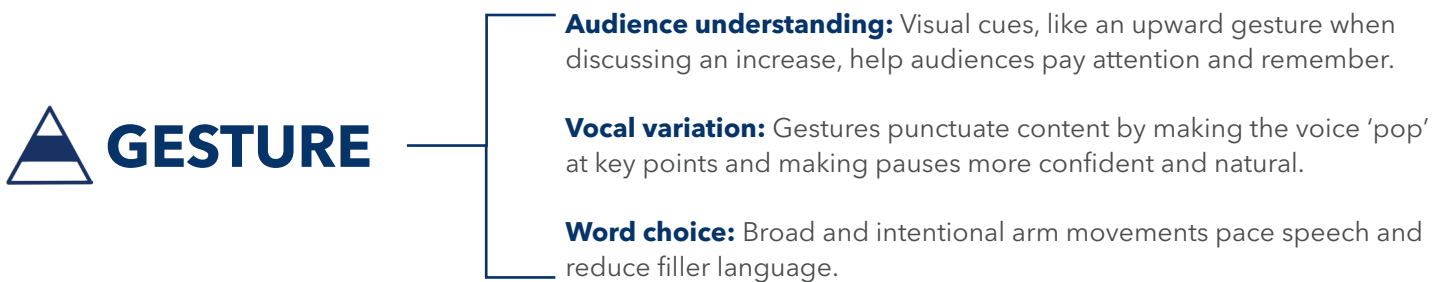 GESTURE
Audience understanding: Visual cues, like an upward gesture when
discussing an increase, help audiences pay attention and remember.
Vocal variation: Gestures punctuate content by making the voice ‘pop’
at key points and making pauses more confident and natural.
Word choice: Broad and intentional arm movements pace speech and
reduce filler language.